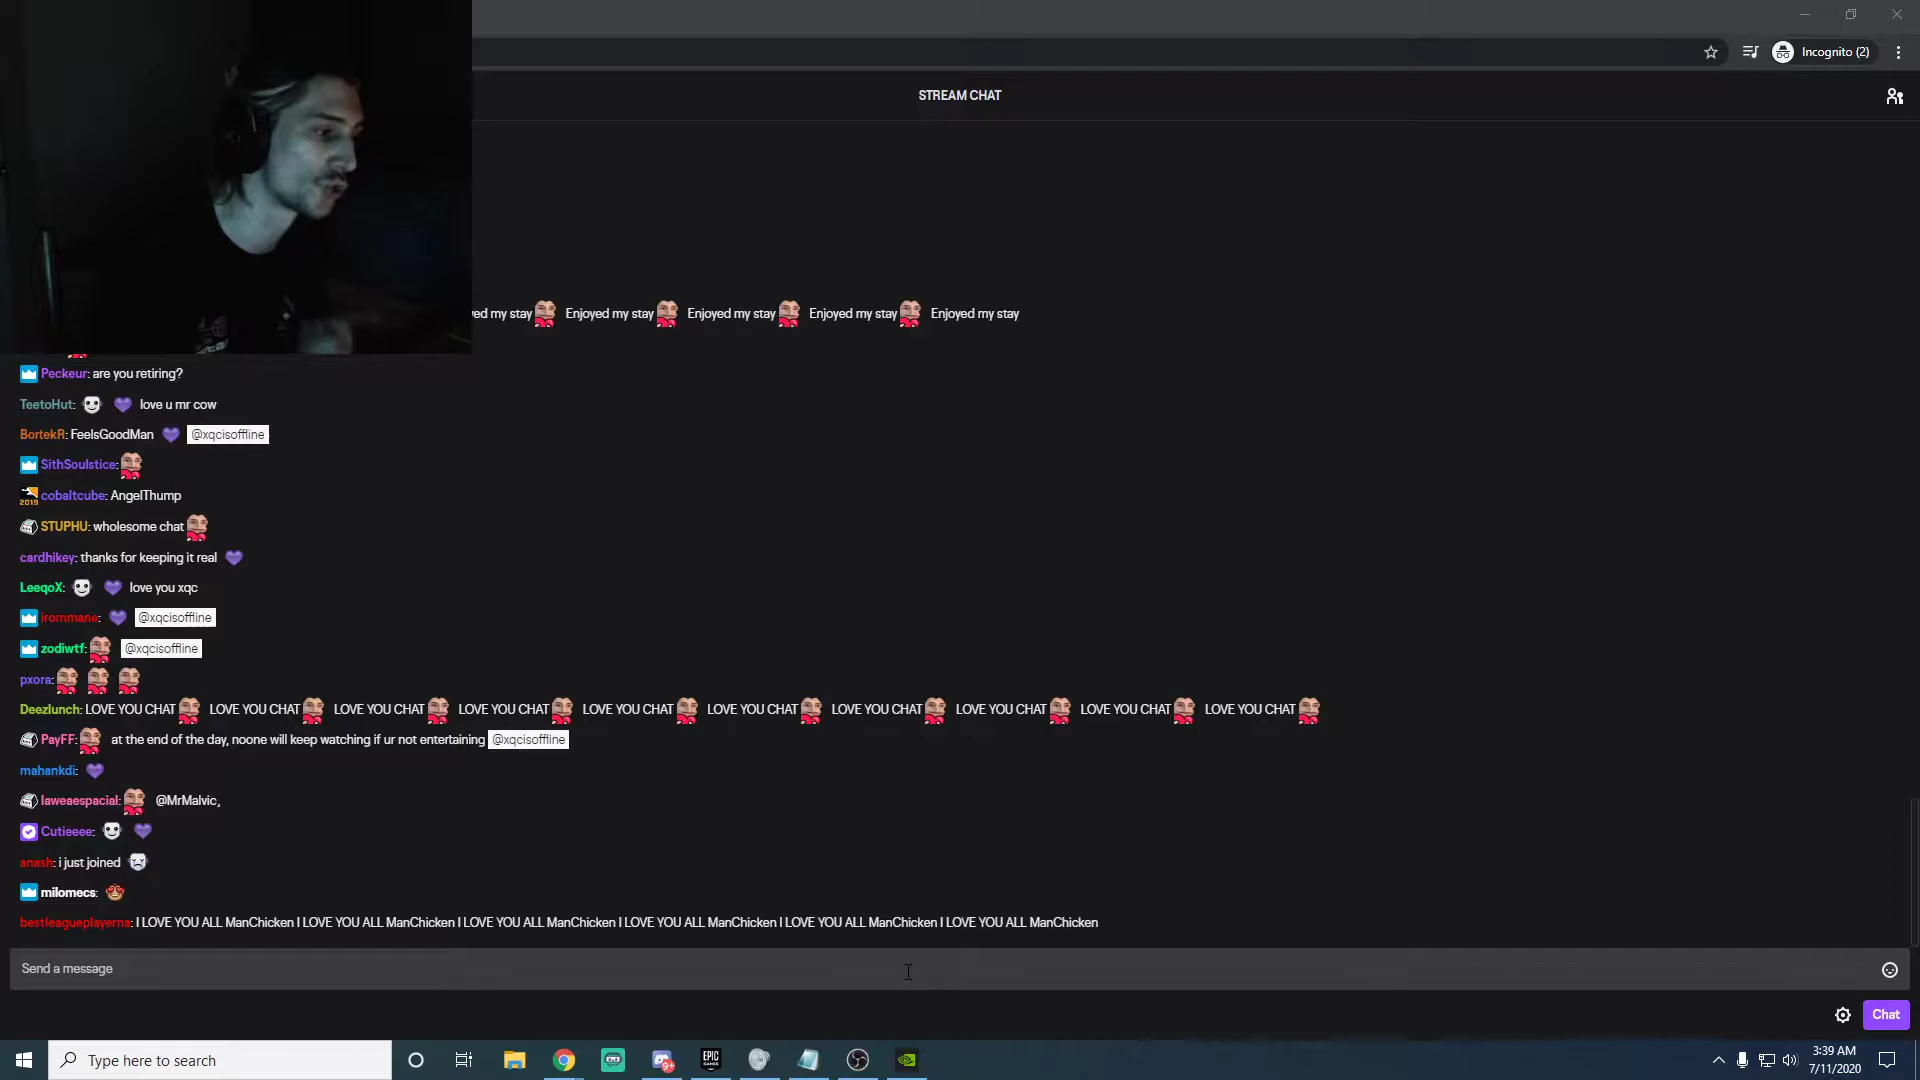 Incognito (2)
STREAM CHAT
yed my stay Enjoyed my stay Enjoyed my stay Enjoyed my stay Enjoyed my stay
Peckeur: are you retiring?
TeetoHut: love u mr cow
BortekR: FeelsGoodMan @xqcisoffline
SithSoulstice:
cobaltcube: AngelThump
STUPHU: wholesome chat
cardhikey: thanks for keeping it real
LeeqoX: love you xqc
irommane: @xqcisoffline
zodiwtf: @xqcisoffline
pxora:
Deezlunch: LOVE YOU CHAT LOVE YOU CHAT LOVE YOU CHAT LOVE YOU CHAT LOVE YOU CHAT LOVE YOU CHAT LOVE YOU CHAT LOVE YOU CHAT LOVE YOU CHAT LOVE YOU CHAT
PayFF: at the end of the day, noone will keep watching if ur not entertaining @xqcisoffline
mahankdi:
laweaespacial: @MrMalvic,
Cutieeee:
anash: i just joined
milomecs:
bestleagueplayerna: I LOVE YOU ALL ManChicken I LOVE YOU ALL ManChicken I LOVE YOU ALL ManChicken I LOVE YOU ALL ManChicken I LOVE YOU ALL ManChicken I LOVE YOU ALL ManChicken
Send a message
Chat
Type here to search
EPIC GAMES
9+
3:39 AM
7/11/2020